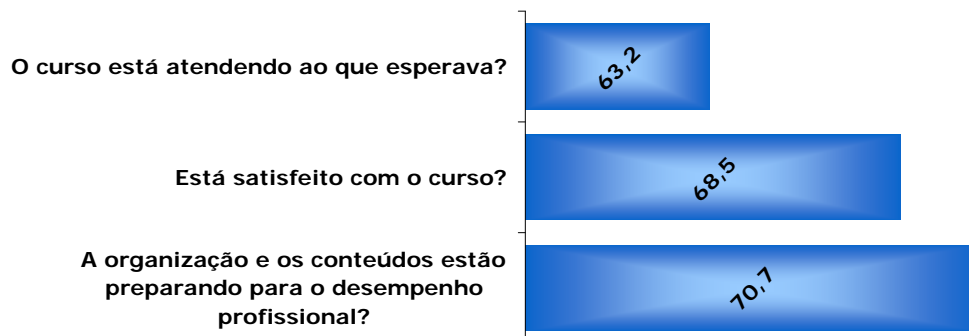 O curso está atendendo ao que esperava?
63,2
Está satisfeito com o curso?
68,5
A organização e os conteúdos estão
preparando para o desempenho
profissional?
70,7